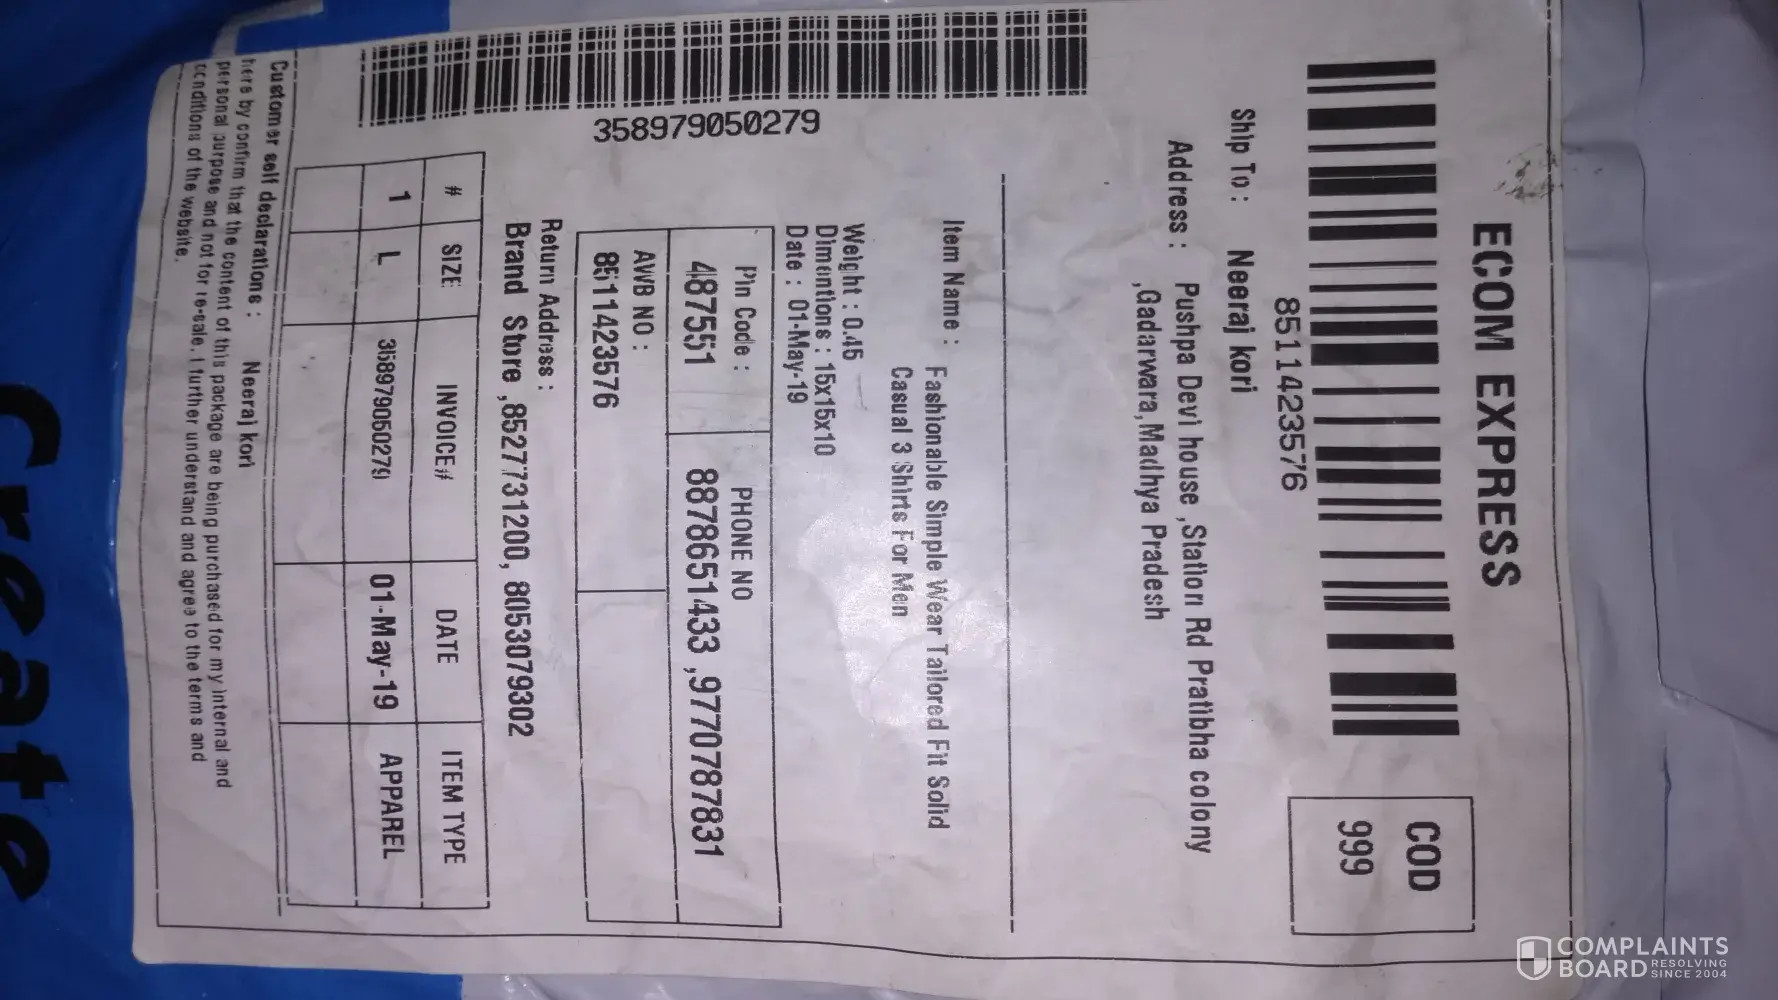 ECOM EXPRESS
COD
999
8511423576
Ship To : Neeraj kori
Address : Pushpa Devi house ,Station Rd Pratibha colony
,Gadarwara,Madhya Pradesh
Item Name : Fashionable Simple Wear Tailored Fit Solid
Casual 3 Shirts For Men
Weight : 0.45
Dimentions : 15x15x10
Date : 01-May-19
Pin Code : PHONE NO
487551 8878651433 ,9770787831
AWB NO :
8511423576
Return Address :
Brand Store ,8527731200, 8053079302
358979050279
# SIZE INVOICE# DATE ITEM TYPE
1 L 358979050279 01-May-19 APPAREL
Customer self declarations : Neeraj kori
here by confirm that the content of this package are being purchased for my internal and
personal purpose and not for re-sale. I further understand and agree to the terms and
conditions of the website.
Create
COMPLAINTS
BOARD RESOLVING
SINCE 2004